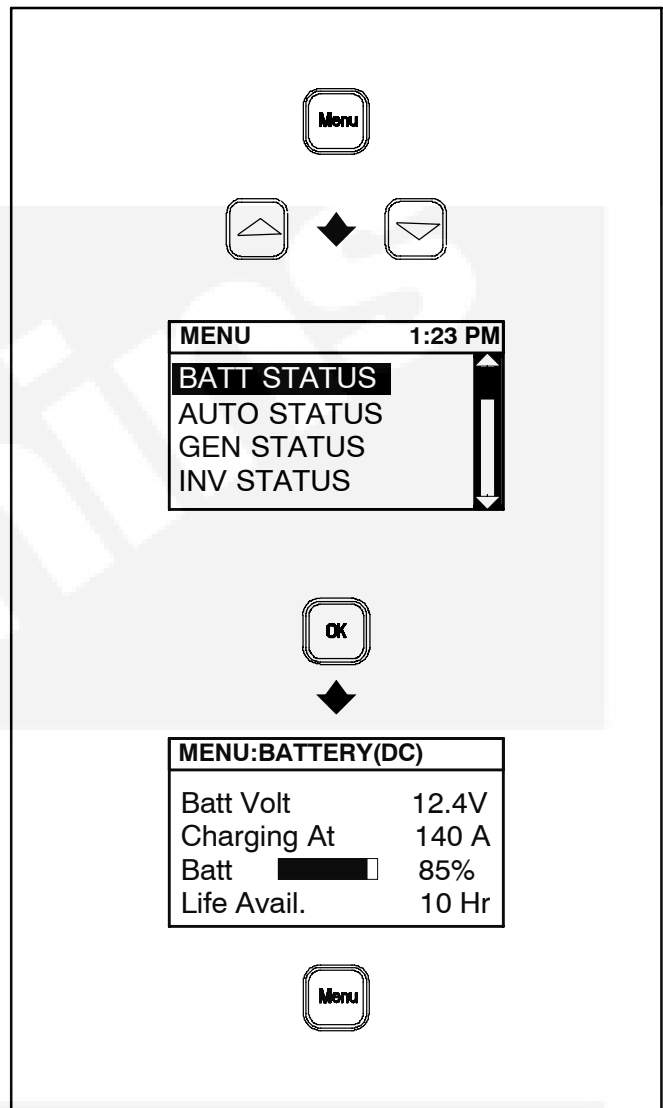 Menu
MENU 1:23 PM
BATT STATUS
AUTO STATUS
GEN STATUS
INV STATUS
OK
MENU:BATTERY(DC)
Batt Volt 12.4V
Charging At 140 A
Batt 85%
Life Avail. 10 Hr
Menu